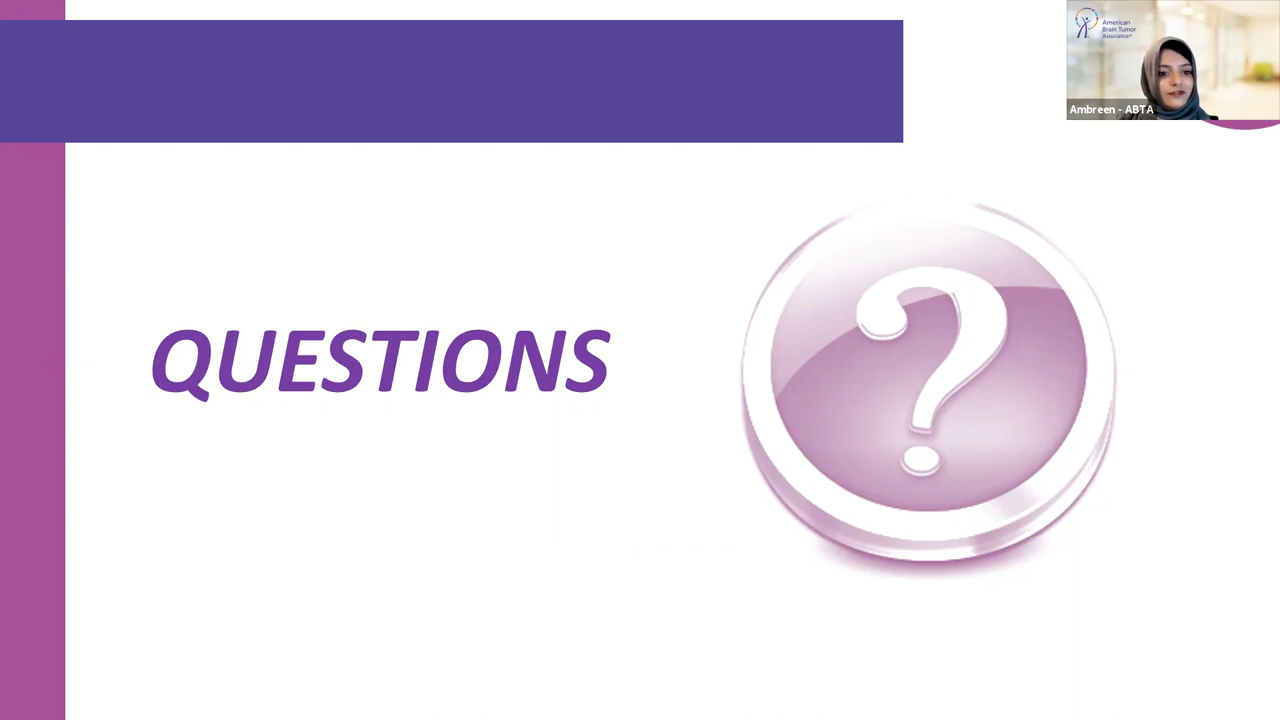 American
Brain Tumor
Association®
Ambreen - ABTA
QUESTIONS
?